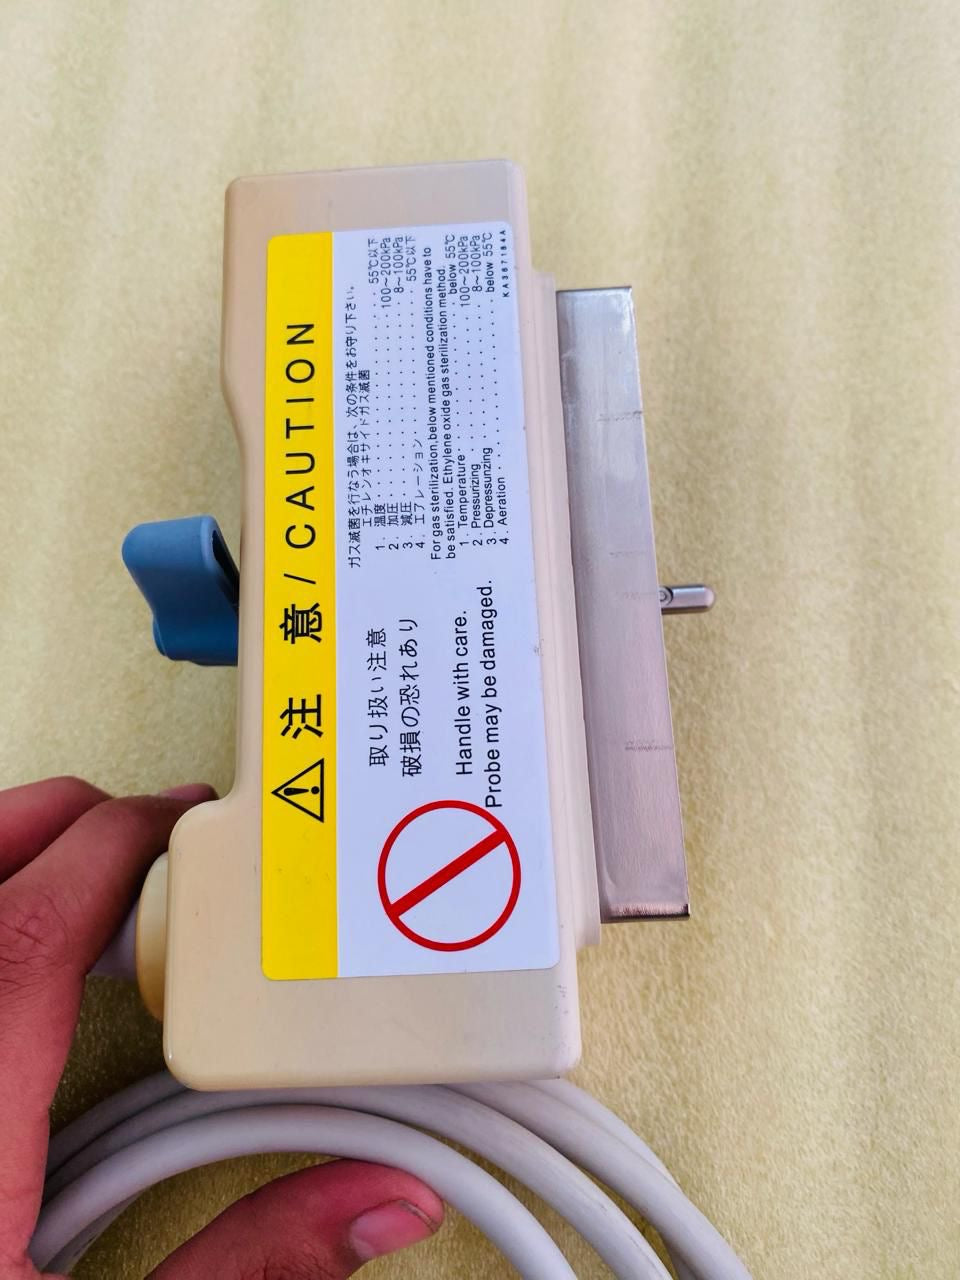 注 意 / CAUTION
取り扱い注意
破損の恐れあり
Handle with care.
Probe may be damaged.
ガス滅菌を行なう場合は、次の条件をお守り下さい。
エチレンオキサイドガス滅菌
1. 温度 . . . . . . . . . . . . . . . 55℃以下
2. 加圧 . . . . . . . . . . . . . . . 100~200kPa
3. 減圧 . . . . . . . . . . . . . . . 8~100kPa
4. エアレーション . . . . . . . . . . . 55℃以下
For gas sterilization,below mentioned conditions have to
be satisfied. Ethylene oxide gas sterilization method.
1. Temperature . . . . . . . . . . . below 55℃
2. Pressurizing . . . . . . . . . . . 100~200kPa
3. Depressunzing . . . . . . . . . . . 8~100kPa
4. Aeration . . . . . . . . . . . . . below 55℃
KA367184A